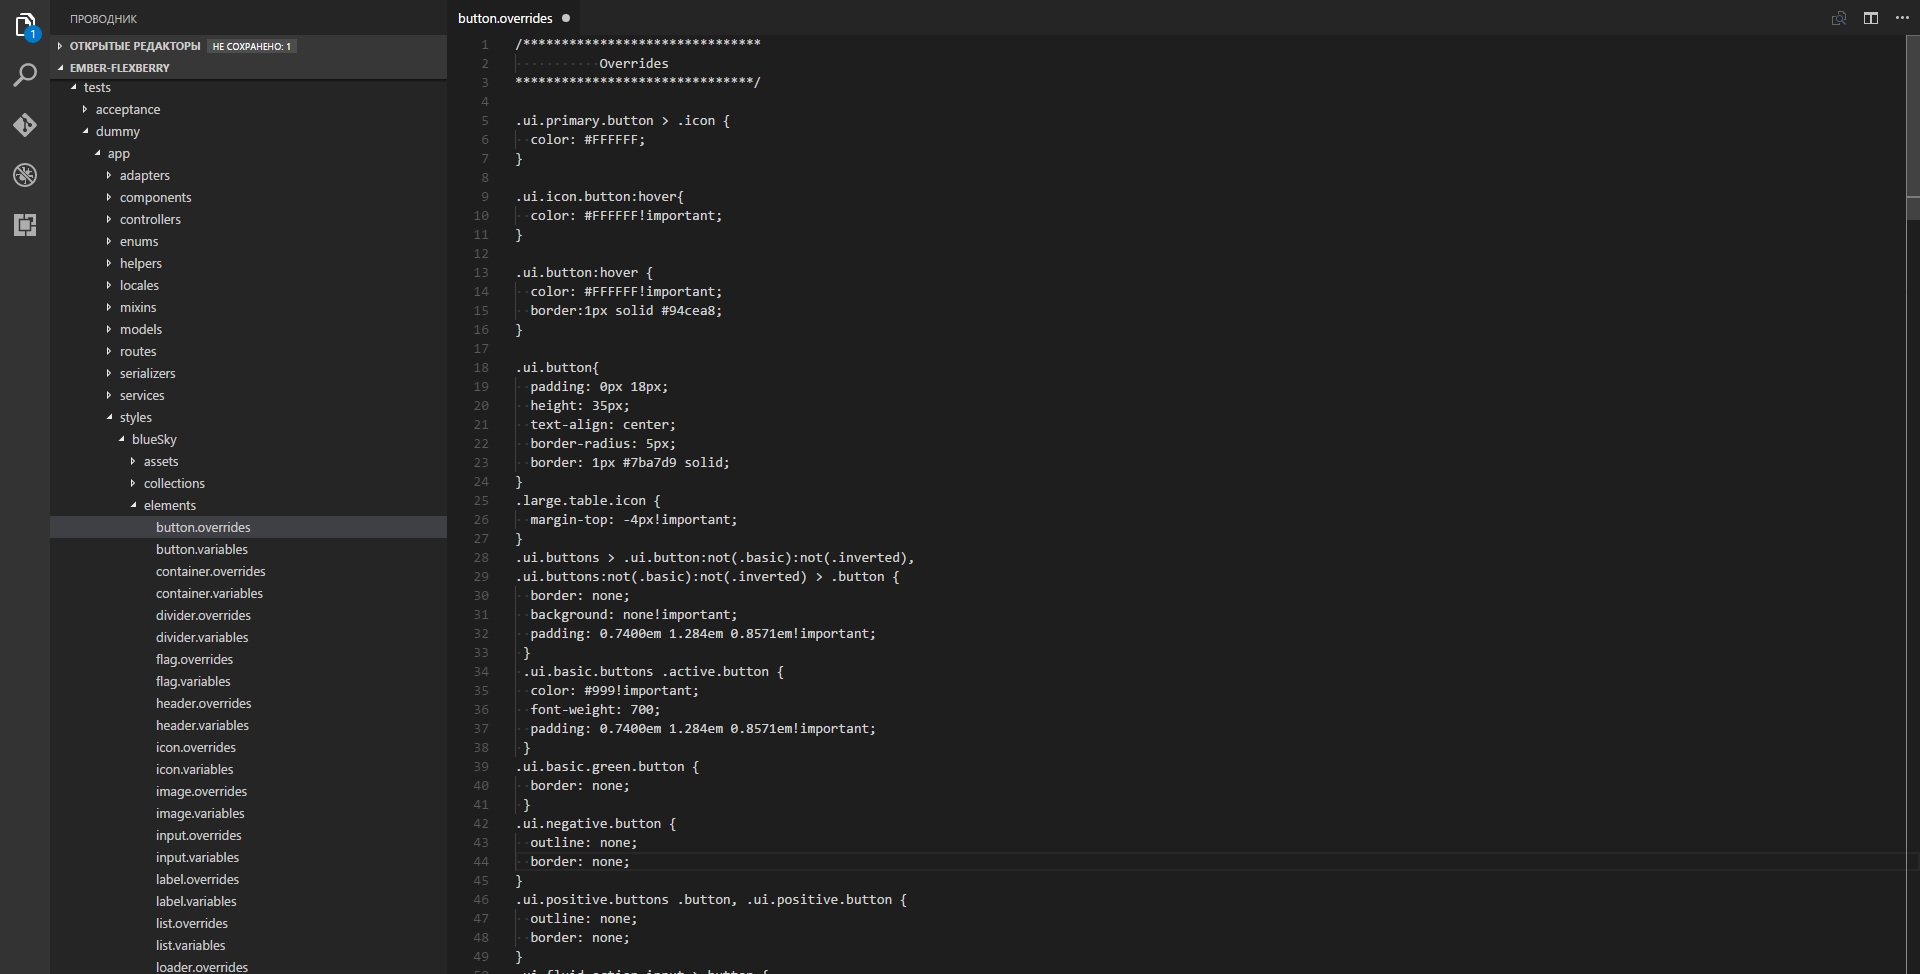 1
ПРОВОДНИК
ОТКРЫТЫЕ РЕДАКТОРЫ НЕ СОХРАНЕНО: 1
EMBER-FLEXBERRY
tests
acceptance
dummy
app
adapters
components
controllers
enums
helpers
locales
mixins
models
routes
serializers
services
styles
blueSky
assets
collections
elements
button.overrides
button.variables
container.overrides
container.variables
divider.overrides
divider.variables
flag.overrides
flag.variables
header.overrides
header.variables
icon.overrides
icon.variables
image.overrides
image.variables
input.overrides
input.variables
label.overrides
label.variables
list.overrides
list.variables
loader.overrides
button.overrides
1 /*******************************
2 Overrides
3 *******************************/
4
5 .ui.primary.button > .icon {
6 color: #FFFFFF;
7 }
8
9 .ui.icon.button:hover{
10 color: #FFFFFF!important;
11 }
12
13 .ui.button:hover {
14 color: #FFFFFF!important;
15 border:1px solid #94cea8;
16 }
17
18 .ui.button{
19 padding: 0px 18px;
20 height: 35px;
21 text-align: center;
22 border-radius: 5px;
23 border: 1px #7ba7d9 solid;
24 }
25 .large.table.icon {
26 margin-top: -4px!important;
27 }
28 .ui.buttons > .ui.button:not(.basic):not(.inverted),
29 .ui.buttons:not(.basic):not(.inverted) > .button {
30 border: none;
31 background: none!important;
32 padding: 0.7400em 1.284em 0.8571em!important;
33 }
34 .ui.basic.buttons .active.button {
35 color: #999!important;
36 font-weight: 700;
37 padding: 0.7400em 1.284em 0.8571em!important;
38 }
39 .ui.basic.green.button {
40 border: none;
41 }
42 .ui.negative.button {
43 outline: none;
44 border: none;
45 }
46 .ui.positive.buttons .button, .ui.positive.button {
47 outline: none;
48 border: none;
49 }
50 .ui.fluid.action.input > button {